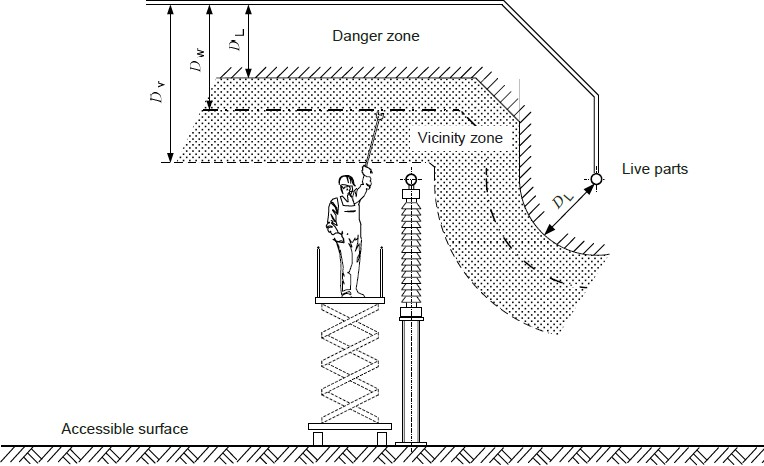 Danger zone
D L
D W
D V
Vicinity zone
Live parts
D L
Accessible surface